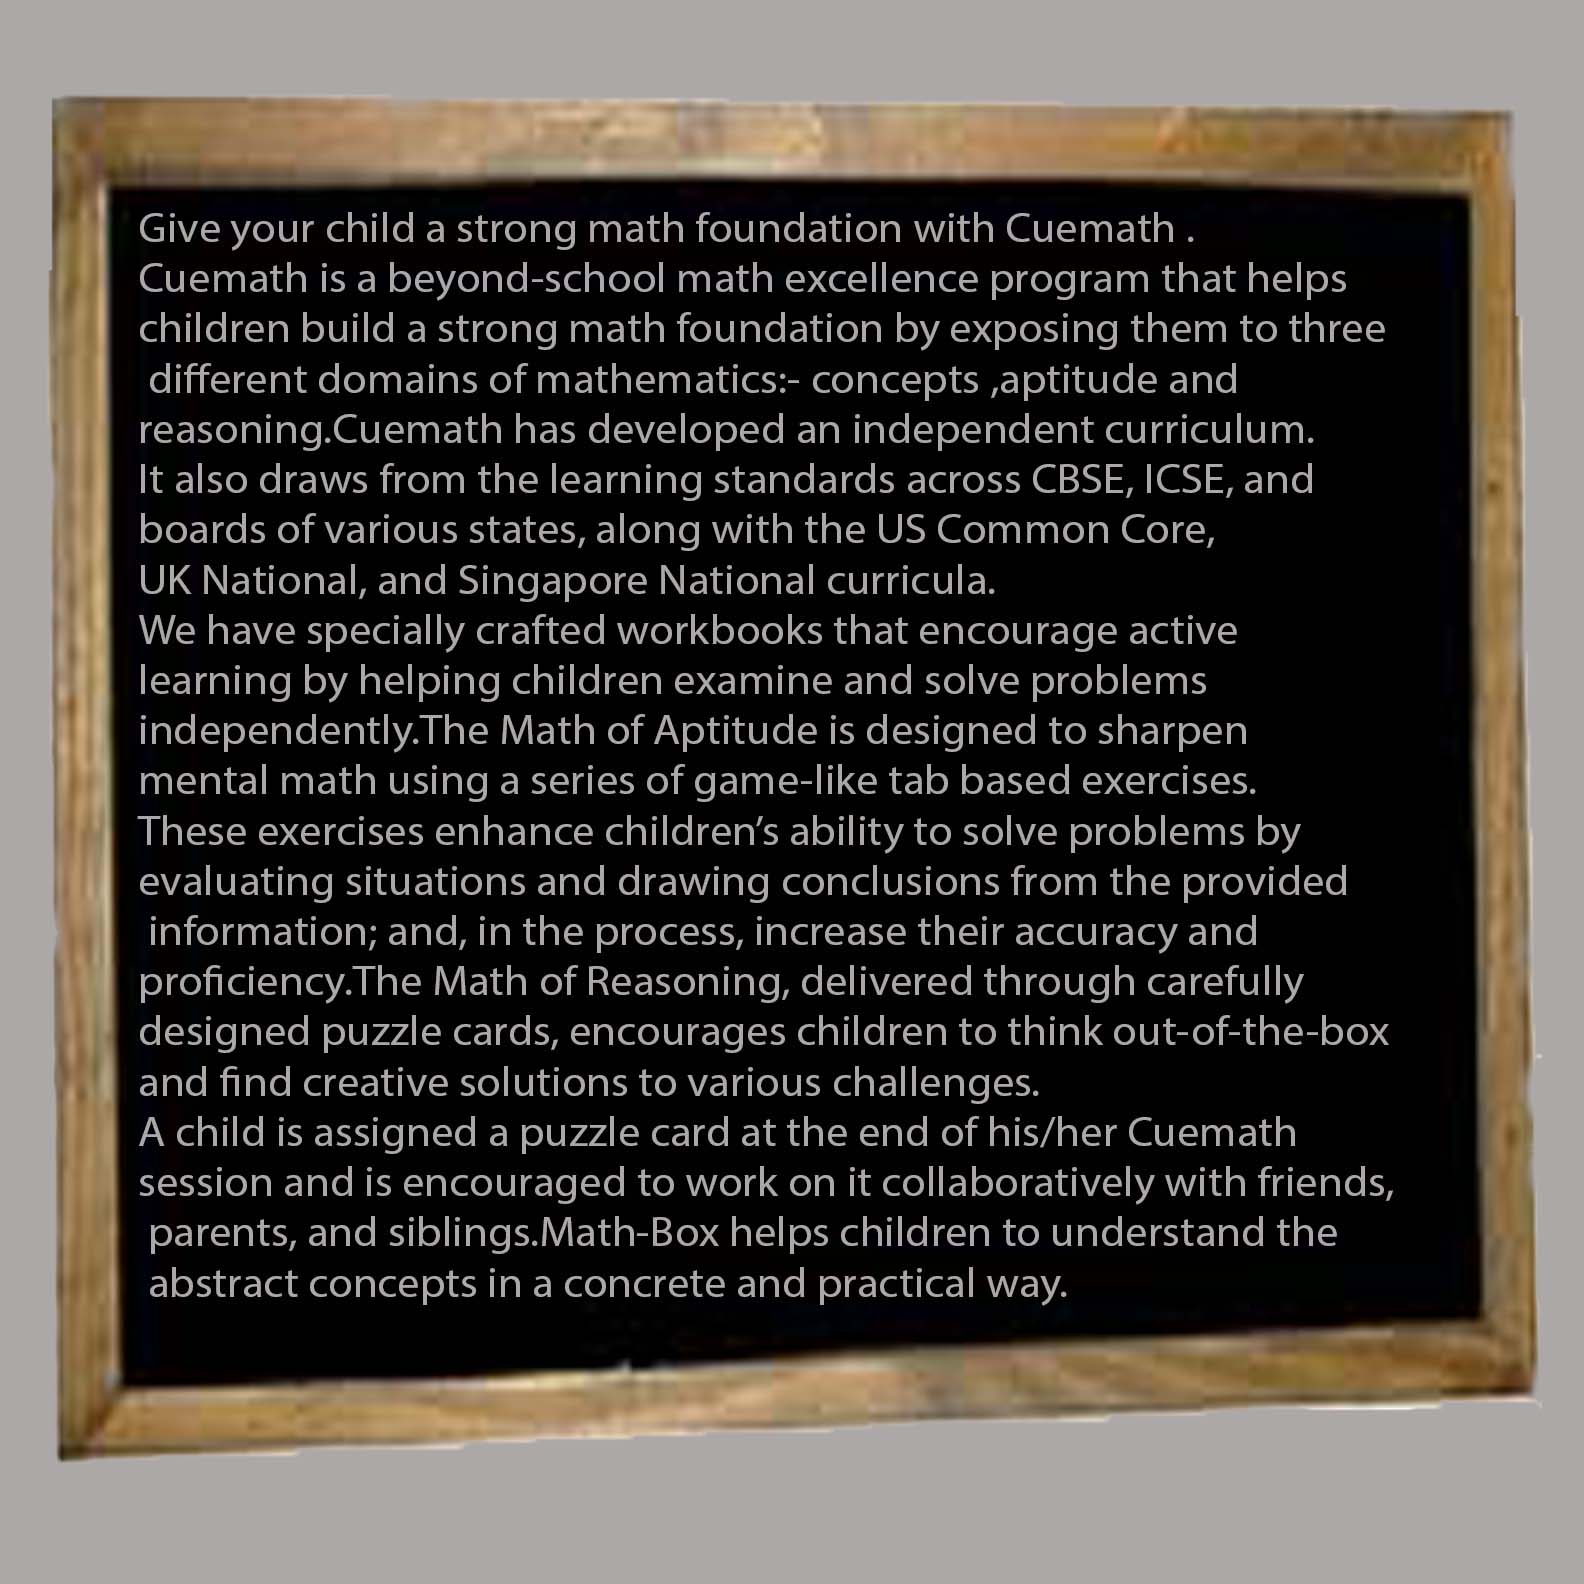 Give your child a strong math foundation with Cuemath .
Cuemath is a beyond-school math excellence program that helps
children build a strong math foundation by exposing them to three
different domains of mathematics:- concepts ,aptitude and
reasoning.Cuemath has developed an independent curriculum.
It also draws from the learning standards across CBSE, ICSE, and
boards of various states, along with the US Common Core,
UK National, and Singapore National curricula.
We have specially crafted workbooks that encourage active
learning by helping children examine and solve problems
independently.The Math of Aptitude is designed to sharpen
mental math using a series of game-like tab based exercises.
These exercises enhance children’s ability to solve problems by
evaluating situations and drawing conclusions from the provided
information; and, in the process, increase their accuracy and
proficiency.The Math of Reasoning, delivered through carefully
designed puzzle cards, encourages children to think out-of-the-box
and find creative solutions to various challenges.
A child is assigned a puzzle card at the end of his/her Cuemath
session and is encouraged to work on it collaboratively with friends,
parents, and siblings.Math-Box helps children to understand the
abstract concepts in a concrete and practical way.